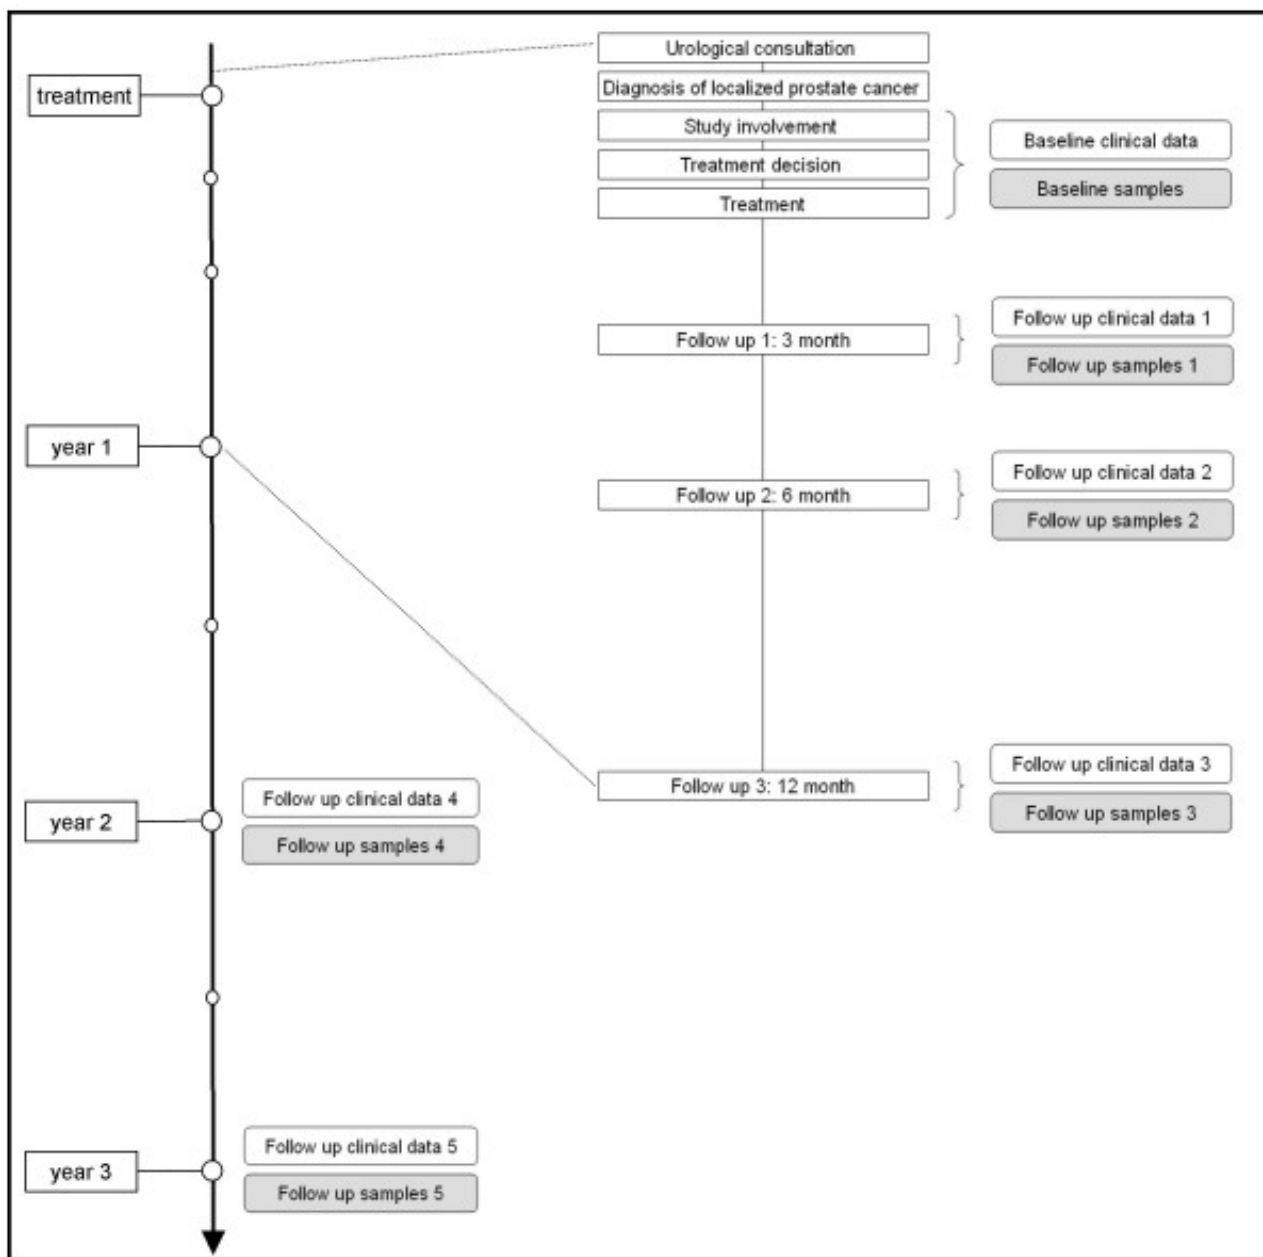 treatment
Urological consultation
Diagnosis of localized prostate cancer
Study involvement
Treatment decision
Treatment
Baseline clinical data
Baseline samples
Follow up 1: 3 month
Follow up clinical data 1
Follow up samples 1
year 1
Follow up 2: 6 month
Follow up clinical data 2
Follow up samples 2
Follow up 3: 12 month
Follow up clinical data 3
Follow up samples 3
year 2
Follow up clinical data 4
Follow up samples 4
year 3
Follow up clinical data 5
Follow up samples 5